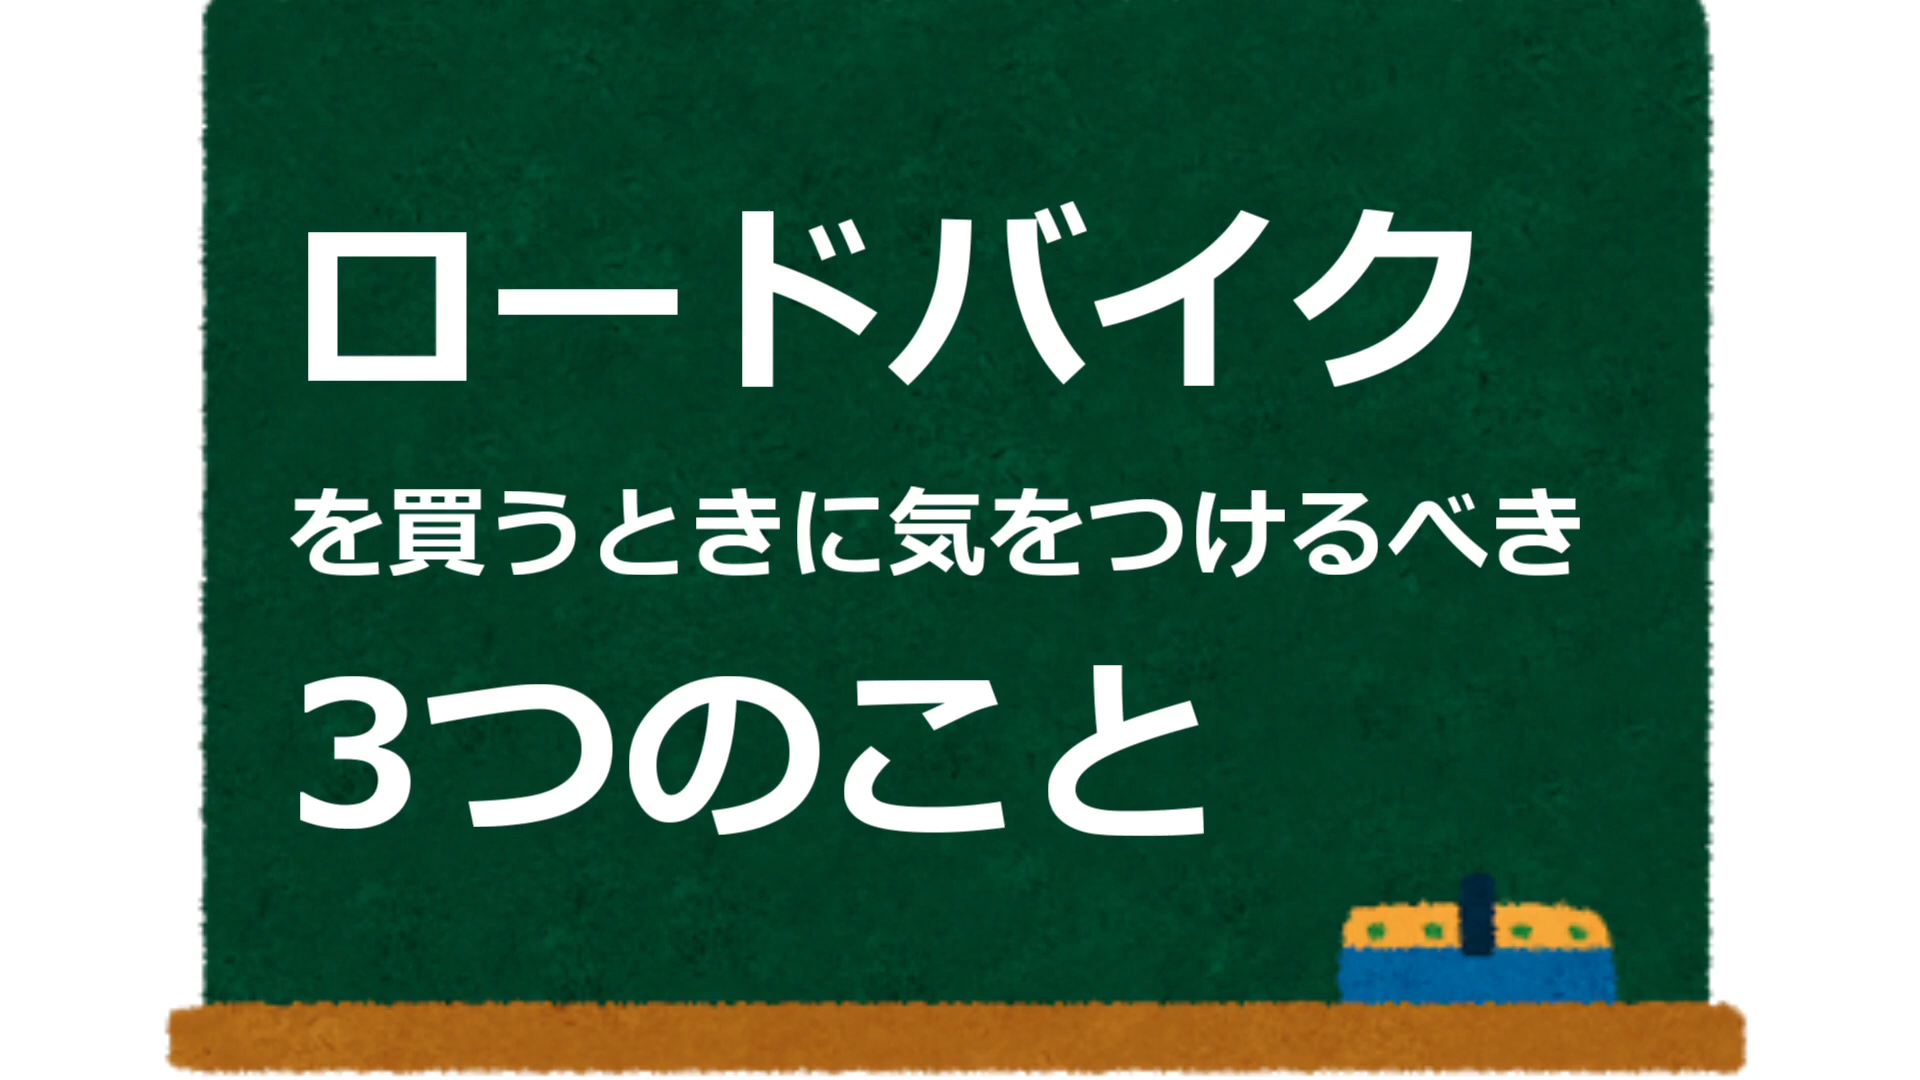 ロードバイク
を買うときに気をつけるべき
3つのこと